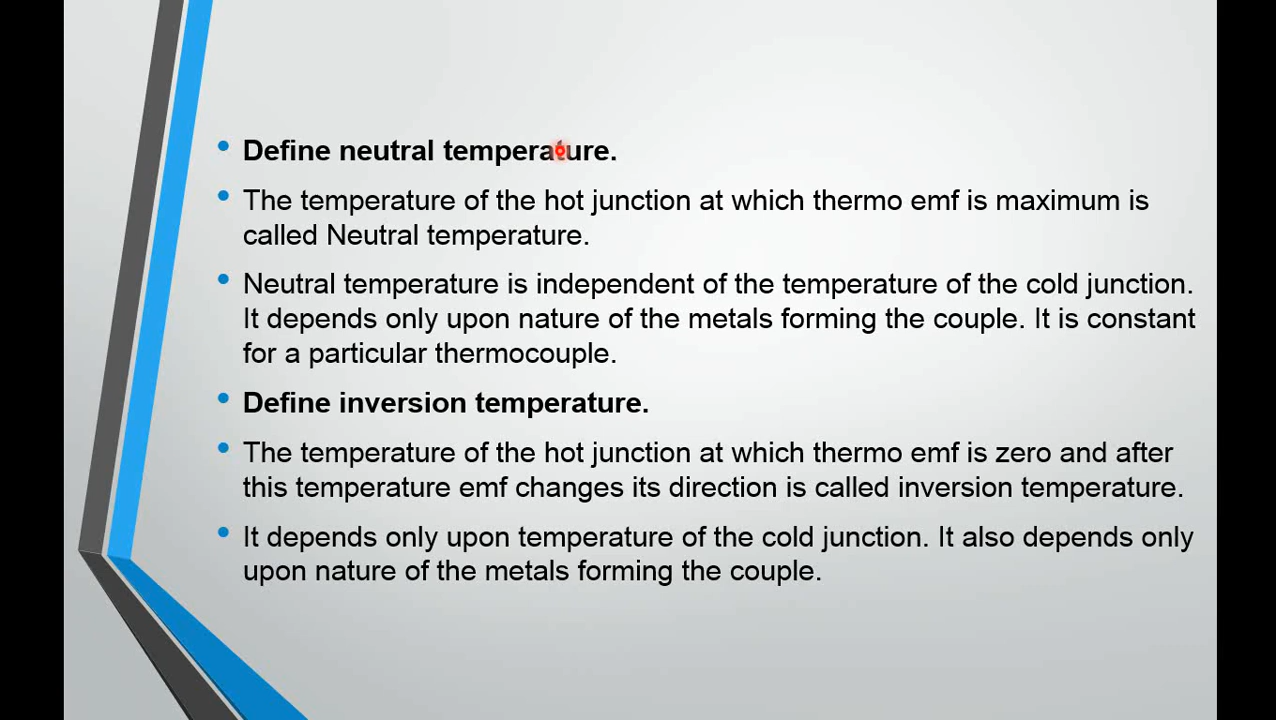 • Define neutral temperature.
• The temperature of the hot junction at which thermo emf is maximum is
called Neutral temperature.
• Neutral temperature is independent of the temperature of the cold junction.
It depends only upon nature of the metals forming the couple. It is constant
for a particular thermocouple.
• Define inversion temperature.
• The temperature of the hot junction at which thermo emf is zero and after
this temperature emf changes its direction is called inversion temperature.
• It depends only upon temperature of the cold junction. It also depends only
upon nature of the metals forming the couple.